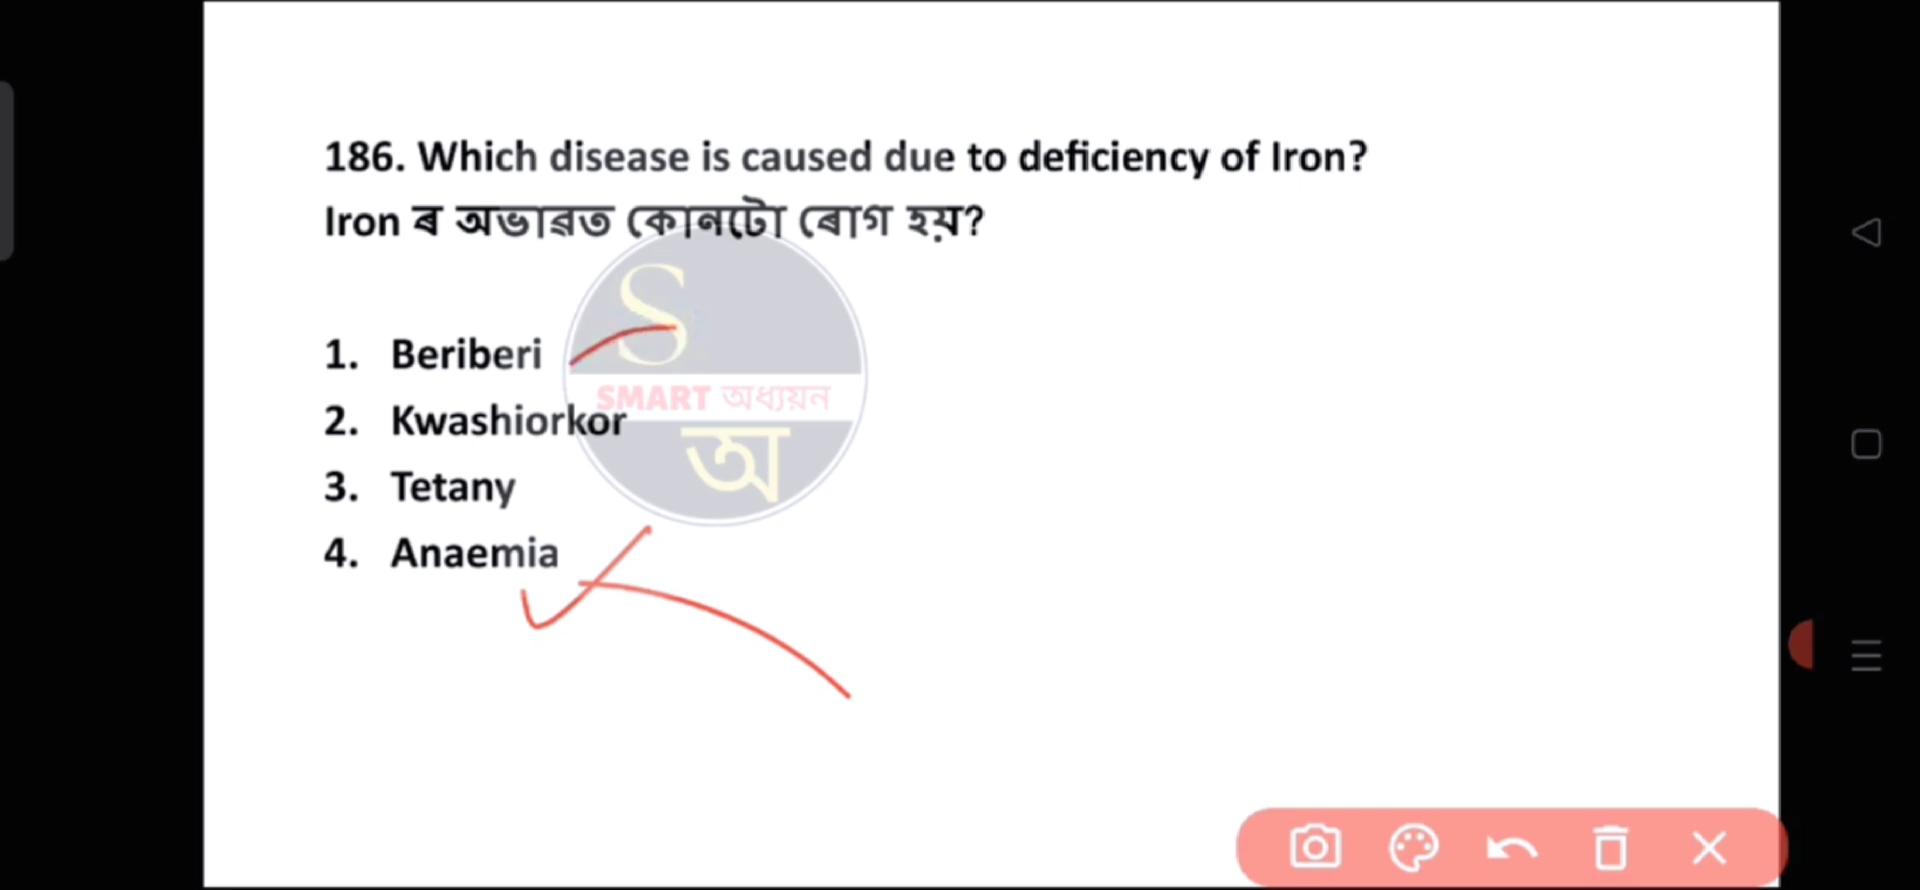 186. Which disease is caused due to deficiency of Iron?
Iron ৰ অভাৱত কোনটো ৰোগ হয়?
S
1. Beriberi
SMART অধ্যয়ন
2. Kwashiorkor
অ
3. Tetany
4. Anaemia